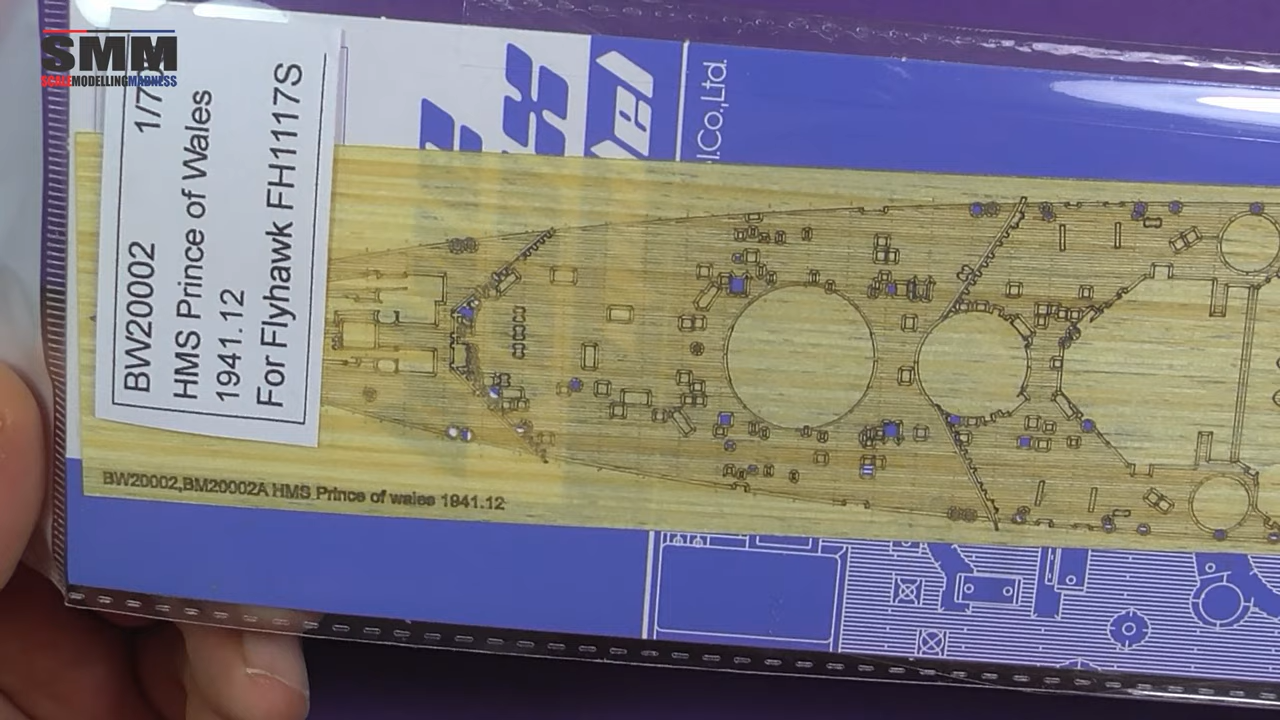 SMM
SCALEMODELLINGMADNESS
BW20002 1/7
HMS Prince of Wales
1941.12
For Flyhawk FH1117S
l.Co.,Ltd.
BW20002,BM20002A HMS Prince of wales 1941.12